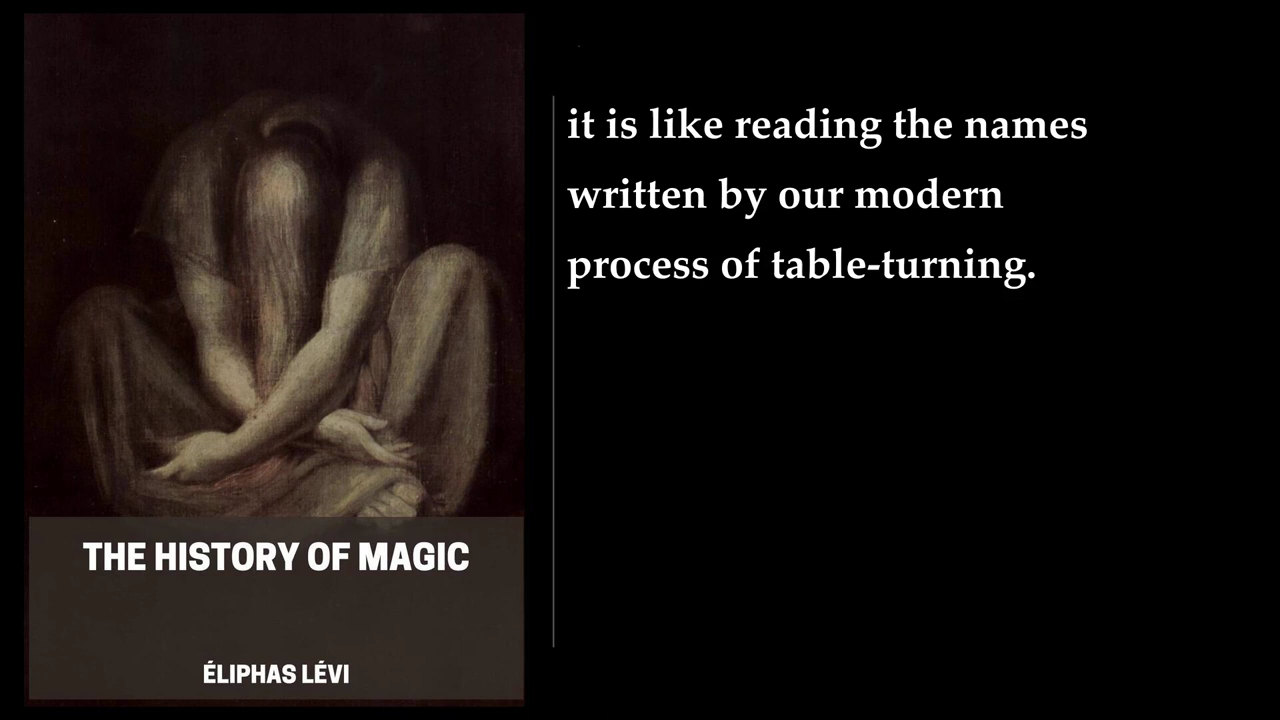 THE HISTORY OF MAGIC
ÉLIPHAS LÉVI
it is like reading the names
written by our modern
process of table-turning.